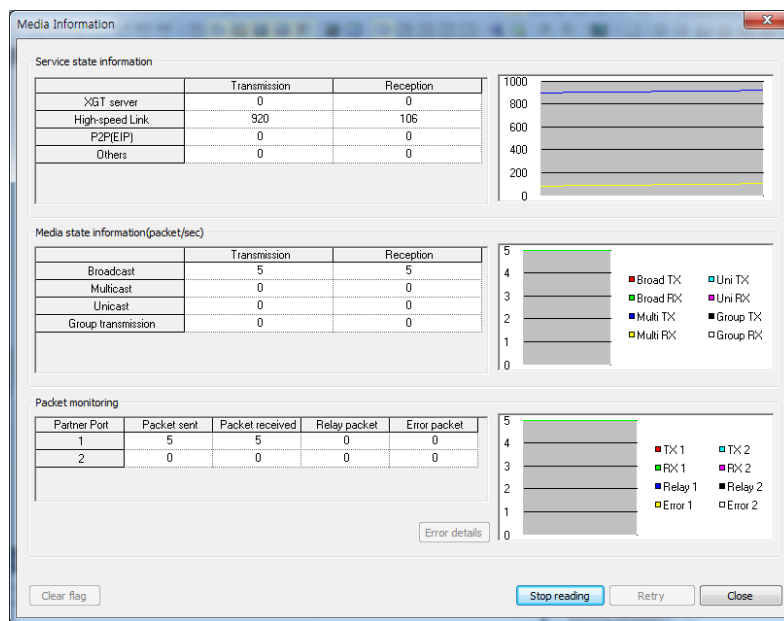 Media Information
Service state information
Transmission Reception
XGT server 0 0
High-speed Link 920 106
P2P(EIP) 0 0
Others 0 0
1000
800
600
400
200
0
Media state information(packet/sec)
Transmission Reception
Broadcast 5 5
Multicast 0 0
Unicast 0 0
Group transmission 0 0
5
4
3
2
1
0
Broad TX Uni TX
Broad RX Uni RX
Multi TX Group TX
Multi RX Group RX
Packet monitoring
Partner Port Packet sent Packet received Relay packet Error packet
1 5 5 0 0
2 0 0 0 0
5
4
3
2
1
0
TX 1 TX 2
RX 1 RX 2
Relay 1 Relay 2
Error 1 Error 2
Error details
Clear flag Stop reading Retry Close